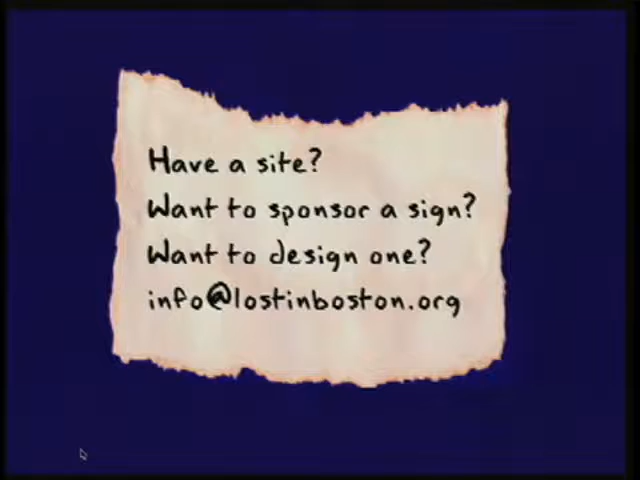 Have a site?
Want to sponsor a sign?
Want to design one?
info@lostinboston.org